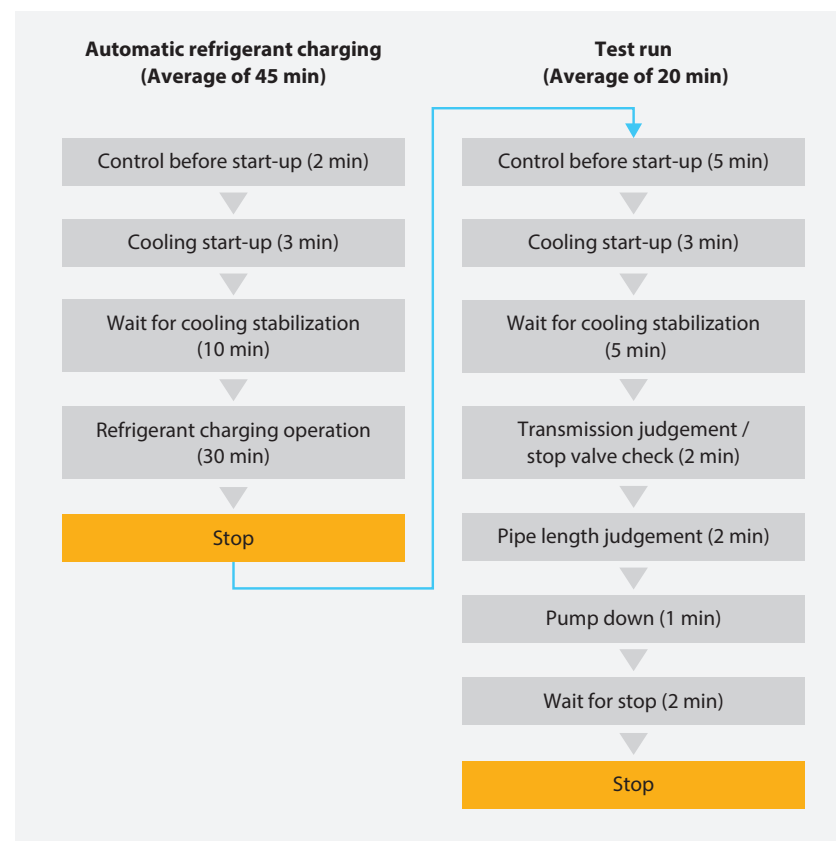 Automatic refrigerant charging
(Average of 45 min)
Control before start-up (2 min)
Cooling start-up (3 min)
Wait for cooling stabilization
(10 min)
Refrigerant charging operation
(30 min)
Stop
Test run
(Average of 20 min)
Control before start-up (5 min)
Cooling start-up (3 min)
Wait for cooling stabilization
(5 min)
Transmission judgement /
stop valve check (2 min)
Pipe length judgement (2 min)
Pump down (1 min)
Wait for stop (2 min)
Stop